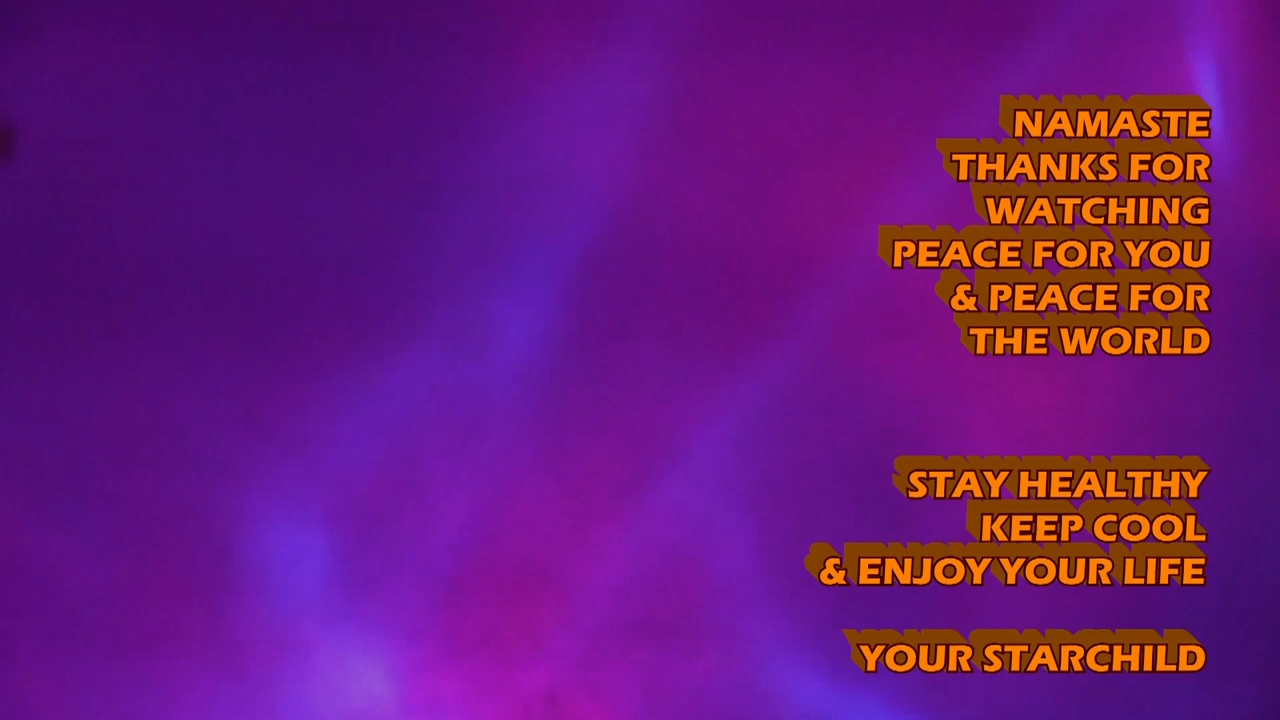 NAMASTE
THANKS FOR
WATCHING
PEACE FOR YOU
& PEACE FOR
THE WORLD
STAY HEALTHY
KEEP COOL
& ENJOY YOUR LIFE
YOUR STARCHILD